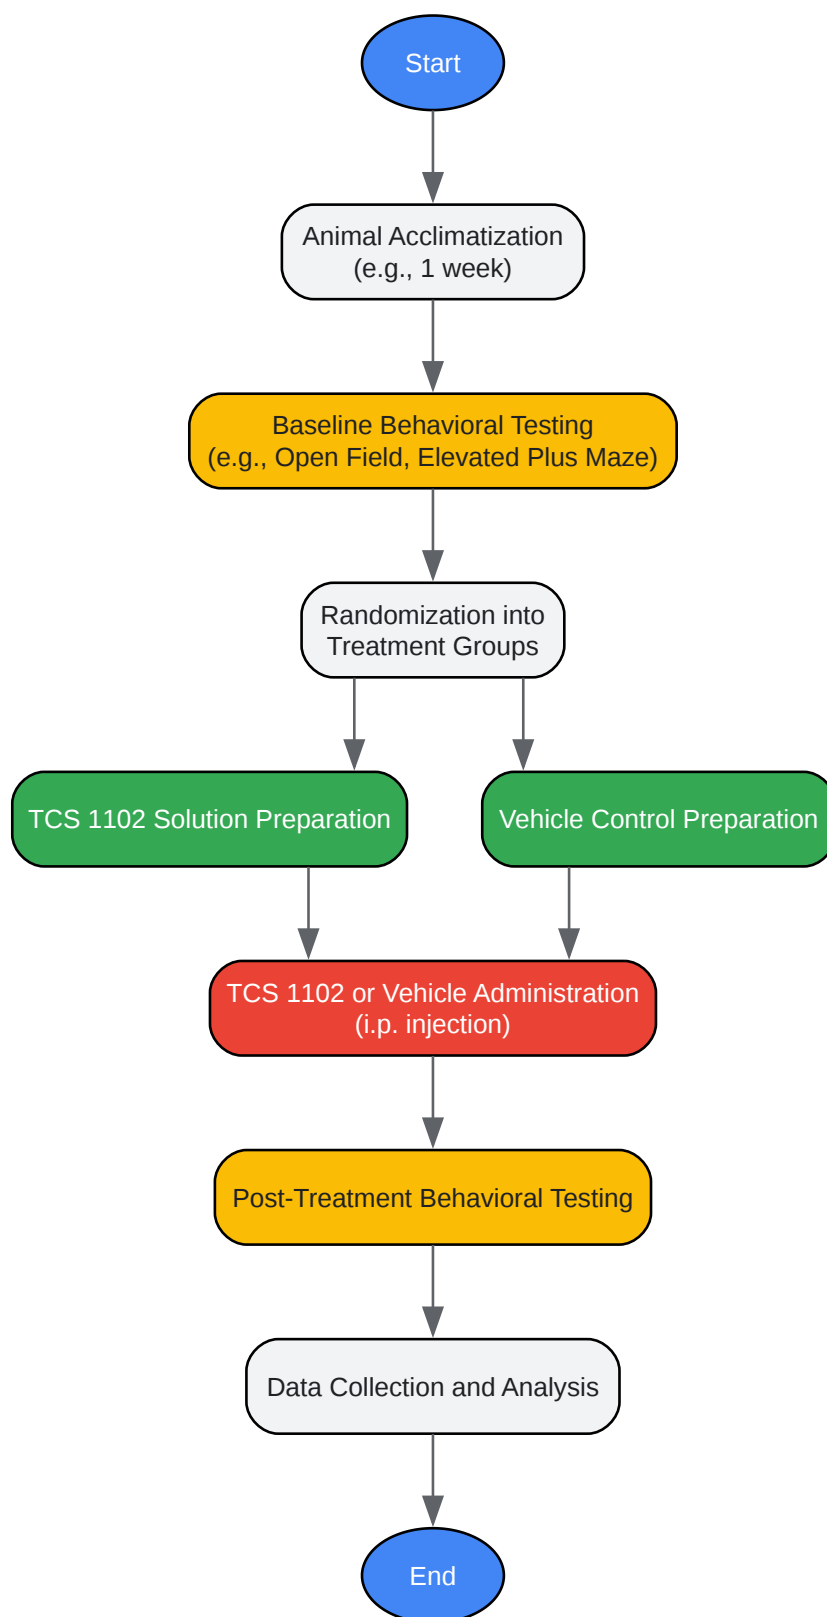 Start
Animal Acclimatization
(e.g., 1 week)
Baseline Behavioral Testing
(e.g., Open Field, Elevated Plus Maze)
Randomization into
Treatment Groups
TCS 1102 Solution Preparation
Vehicle Control Preparation
TCS 1102 or Vehicle Administration
(i.p. injection)
Post-Treatment Behavioral Testing
Data Collection and Analysis
End